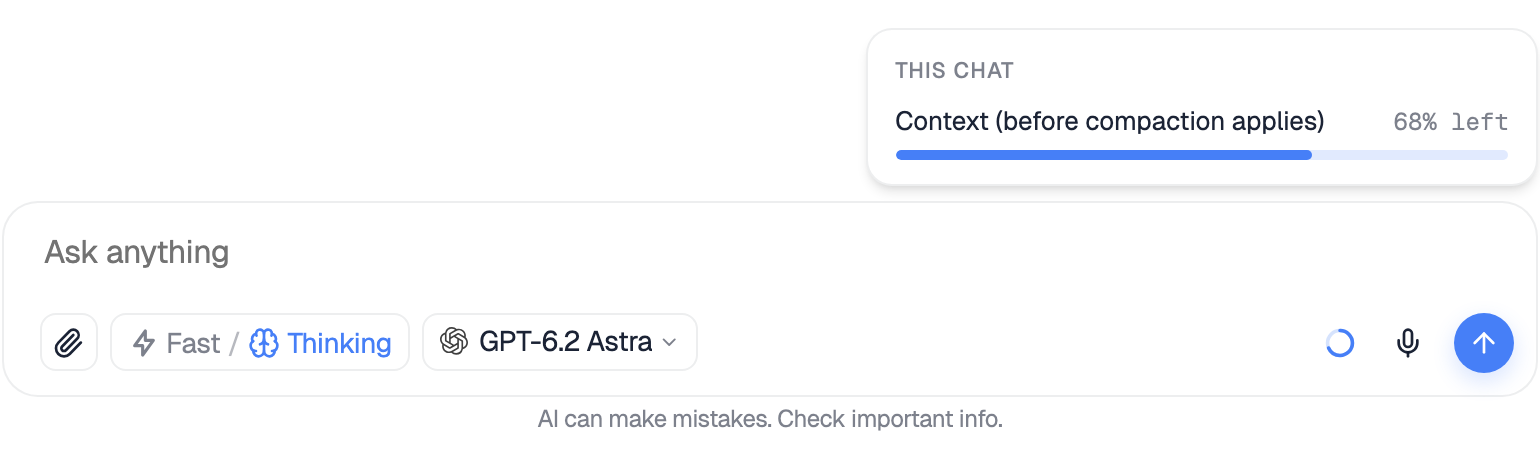 THIS CHAT
Context (before compaction applies) 68% left
Ask anything
Fast / Thinking GPT-6.2 Astra
AI can make mistakes. Check important info.